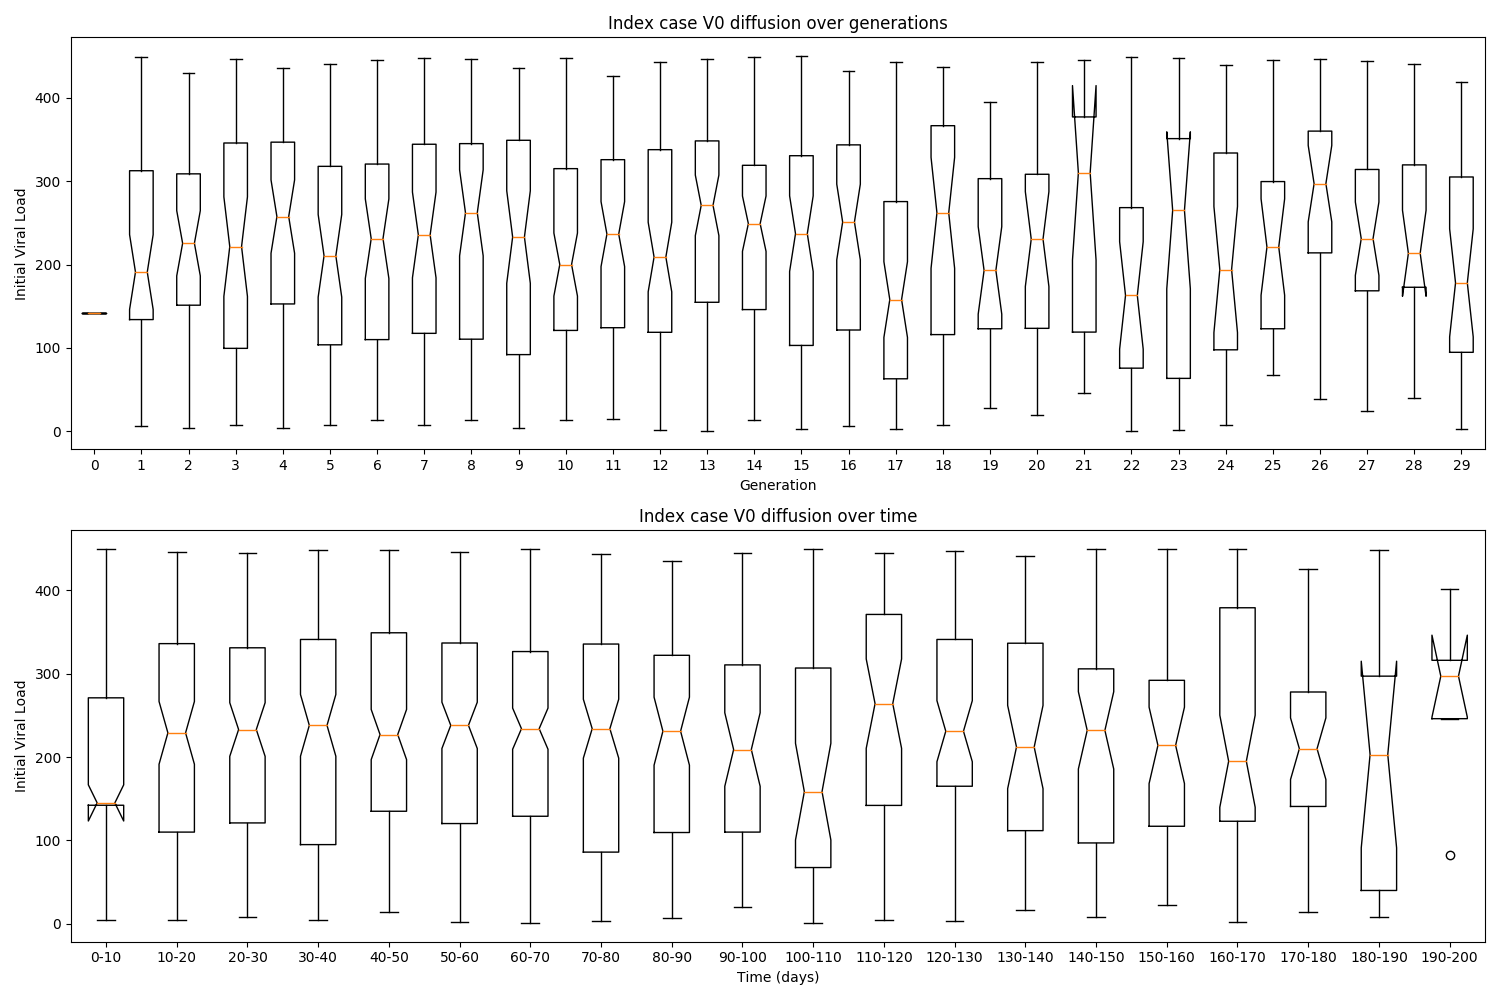 Index case V0 diffusion over generations
Initial Viral Load
400
300
200
100
0
0 1 2 3 4 5 6 7 8 9 10 11 12 13 14 15 16 17 18 19 20 21 22 23 24 25 26 27 28 29
Generation
Index case V0 diffusion over time
Initial Viral Load
400
300
200
100
0
0-10 10-20 20-30 30-40 40-50 50-60 60-70 70-80 80-90 90-100 100-110 110-120 120-130 130-140 140-150 150-160 160-170 170-180 180-190 190-200
Time (days)